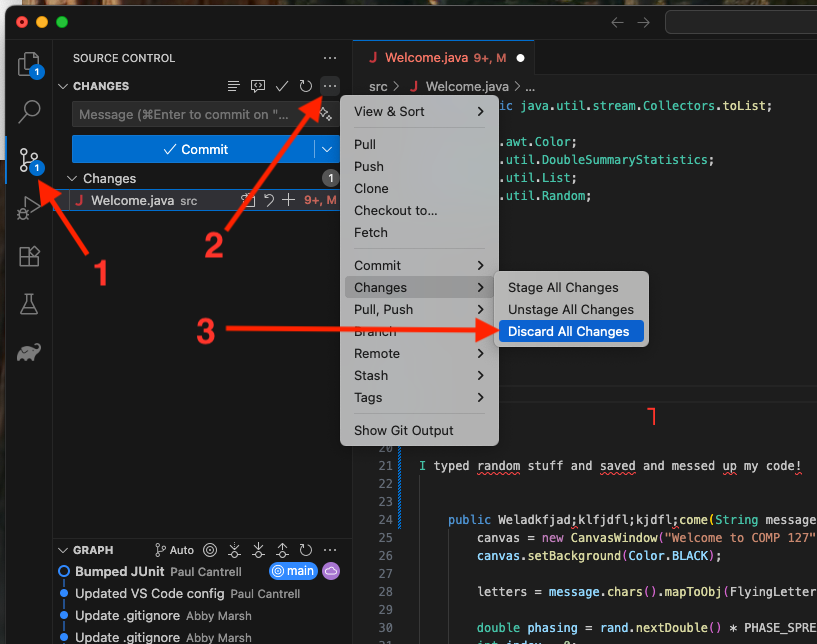 SOURCE CONTROL
CHANGES
Message (⌘Enter to commit on "...
Commit
Changes 1
J Welcome.java src 9+, M
1
1
1
2
3
J Welcome.java 9+, M
src > J Welcome.java > ...
c java.util.stream.Collectors.toList;
.awt.Color;
.util.DoubleSummaryStatistics;
.util.List;
.util.Random;
View & Sort
Pull
Push
Clone
Checkout to...
Fetch
Commit
Changes
Pull, Push
Branch
Remote
Stash
Tags
Show Git Output
Stage All Changes
Unstage All Changes
Discard All Changes
20
21 I typed random stuff and saved and messed up my code!
22
23
24 public Weladkfjad;klfjdfl;kjdfl;come(String message
25 canvas = new CanvasWindow("Welcome to COMP 127"
26 canvas.setBackground(Color.BLACK);
27
28 letters = message.chars().mapToObj(FlyingLetter
29
30 double phasing = rand.nextDouble() * PHASE_SPRE
31 int index = 0;
GRAPH Auto
Bumped JUnit Paul Cantrell main
Updated VS Code config Paul Cantrell
Update .gitignore Abby Marsh
Update .gitignore Abby Marsh